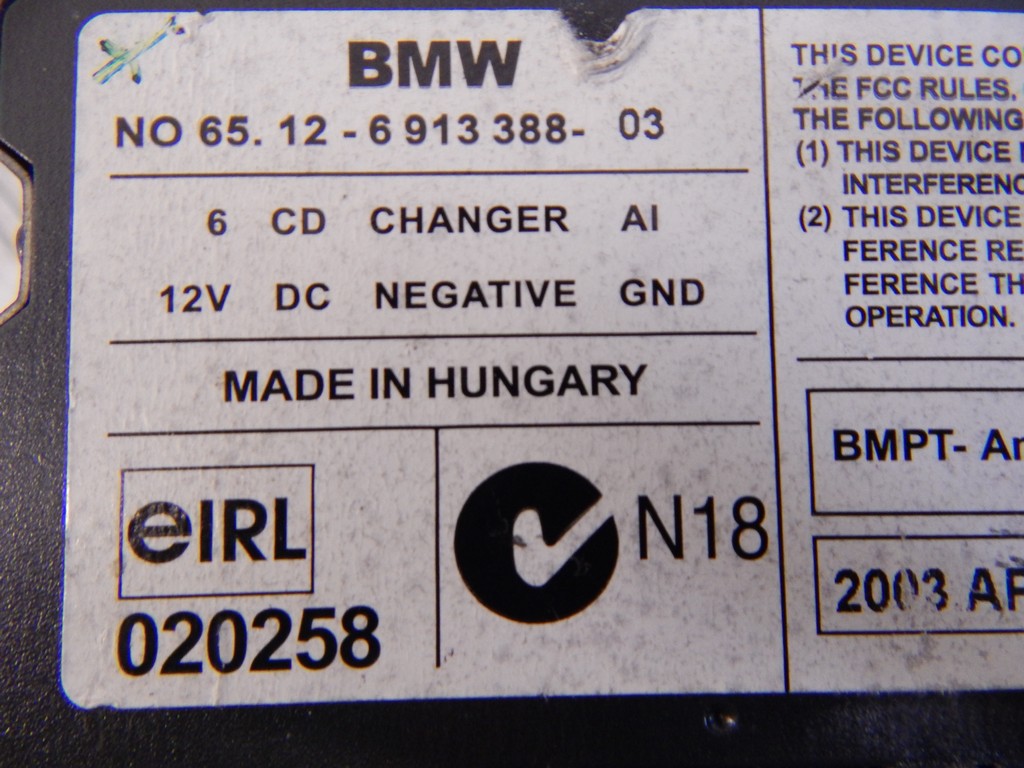 BMW
NO 65. 12 - 6 913 388- 03
6 CD CHANGER AI
12V DC NEGATIVE GND
MADE IN HUNGARY
eIRL
020258
N18
THIS DEVICE CO
THE FCC RULES.
THE FOLLOWING
(1) THIS DEVICE
INTERFERENC
(2) THIS DEVICE
FERENCE RE
FERENCE TH
OPERATION.
BMPT- An
2003 AP